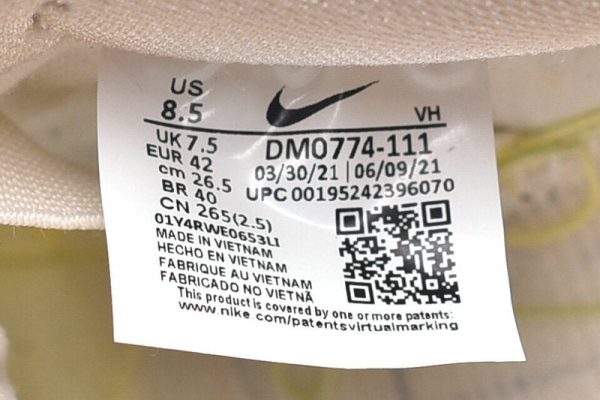 US
8.5
VH
UK 7.5
EUR 42
cm 26.5
BR 40
CN 265(2.5)
DM0774-111
03/30/21 | 06/09/21
UPC 00195242396070
01Y4RWE0653LI
MADE IN VIETNAM
HECHO EN VIETNAM
FABRIQUE AU VIETNAM
FABRICADO NO VIETNÃ
This product is covered by one or more patents:
www.nike.com/patentsvirtualmarking